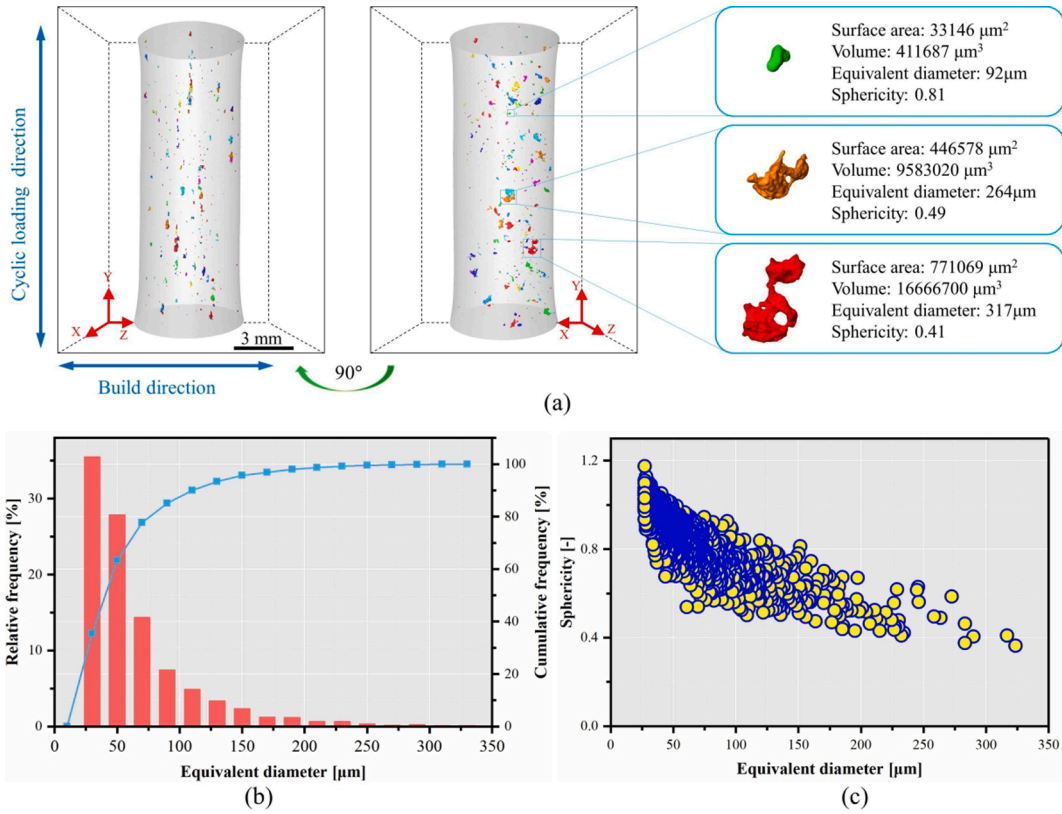 Cyclic loading direction
Y
X
Z
3 mm
Build direction
90°
Y
X
Z
Surface area: 33146 μm²
Volume: 411687 μm³
Equivalent diameter: 92μm
Sphericity: 0.81
Surface area: 446578 μm²
Volume: 9583020 μm³
Equivalent diameter: 264μm
Sphericity: 0.49
Surface area: 771069 μm²
Volume: 16666700 μm³
Equivalent diameter: 317μm
Sphericity: 0.41
(a)
Relative frequency [%]
30
20
10
0
0 50 100 150 200 250 300 350
Equivalent diameter [μm]
Cumulative frequency [%]
100
80
60
40
20
0
(b)
Sphericity [-]
1.2
0.8
0.4
0.0
0 50 100 150 200 250 300 350
Equivalent diameter [μm]
(c)